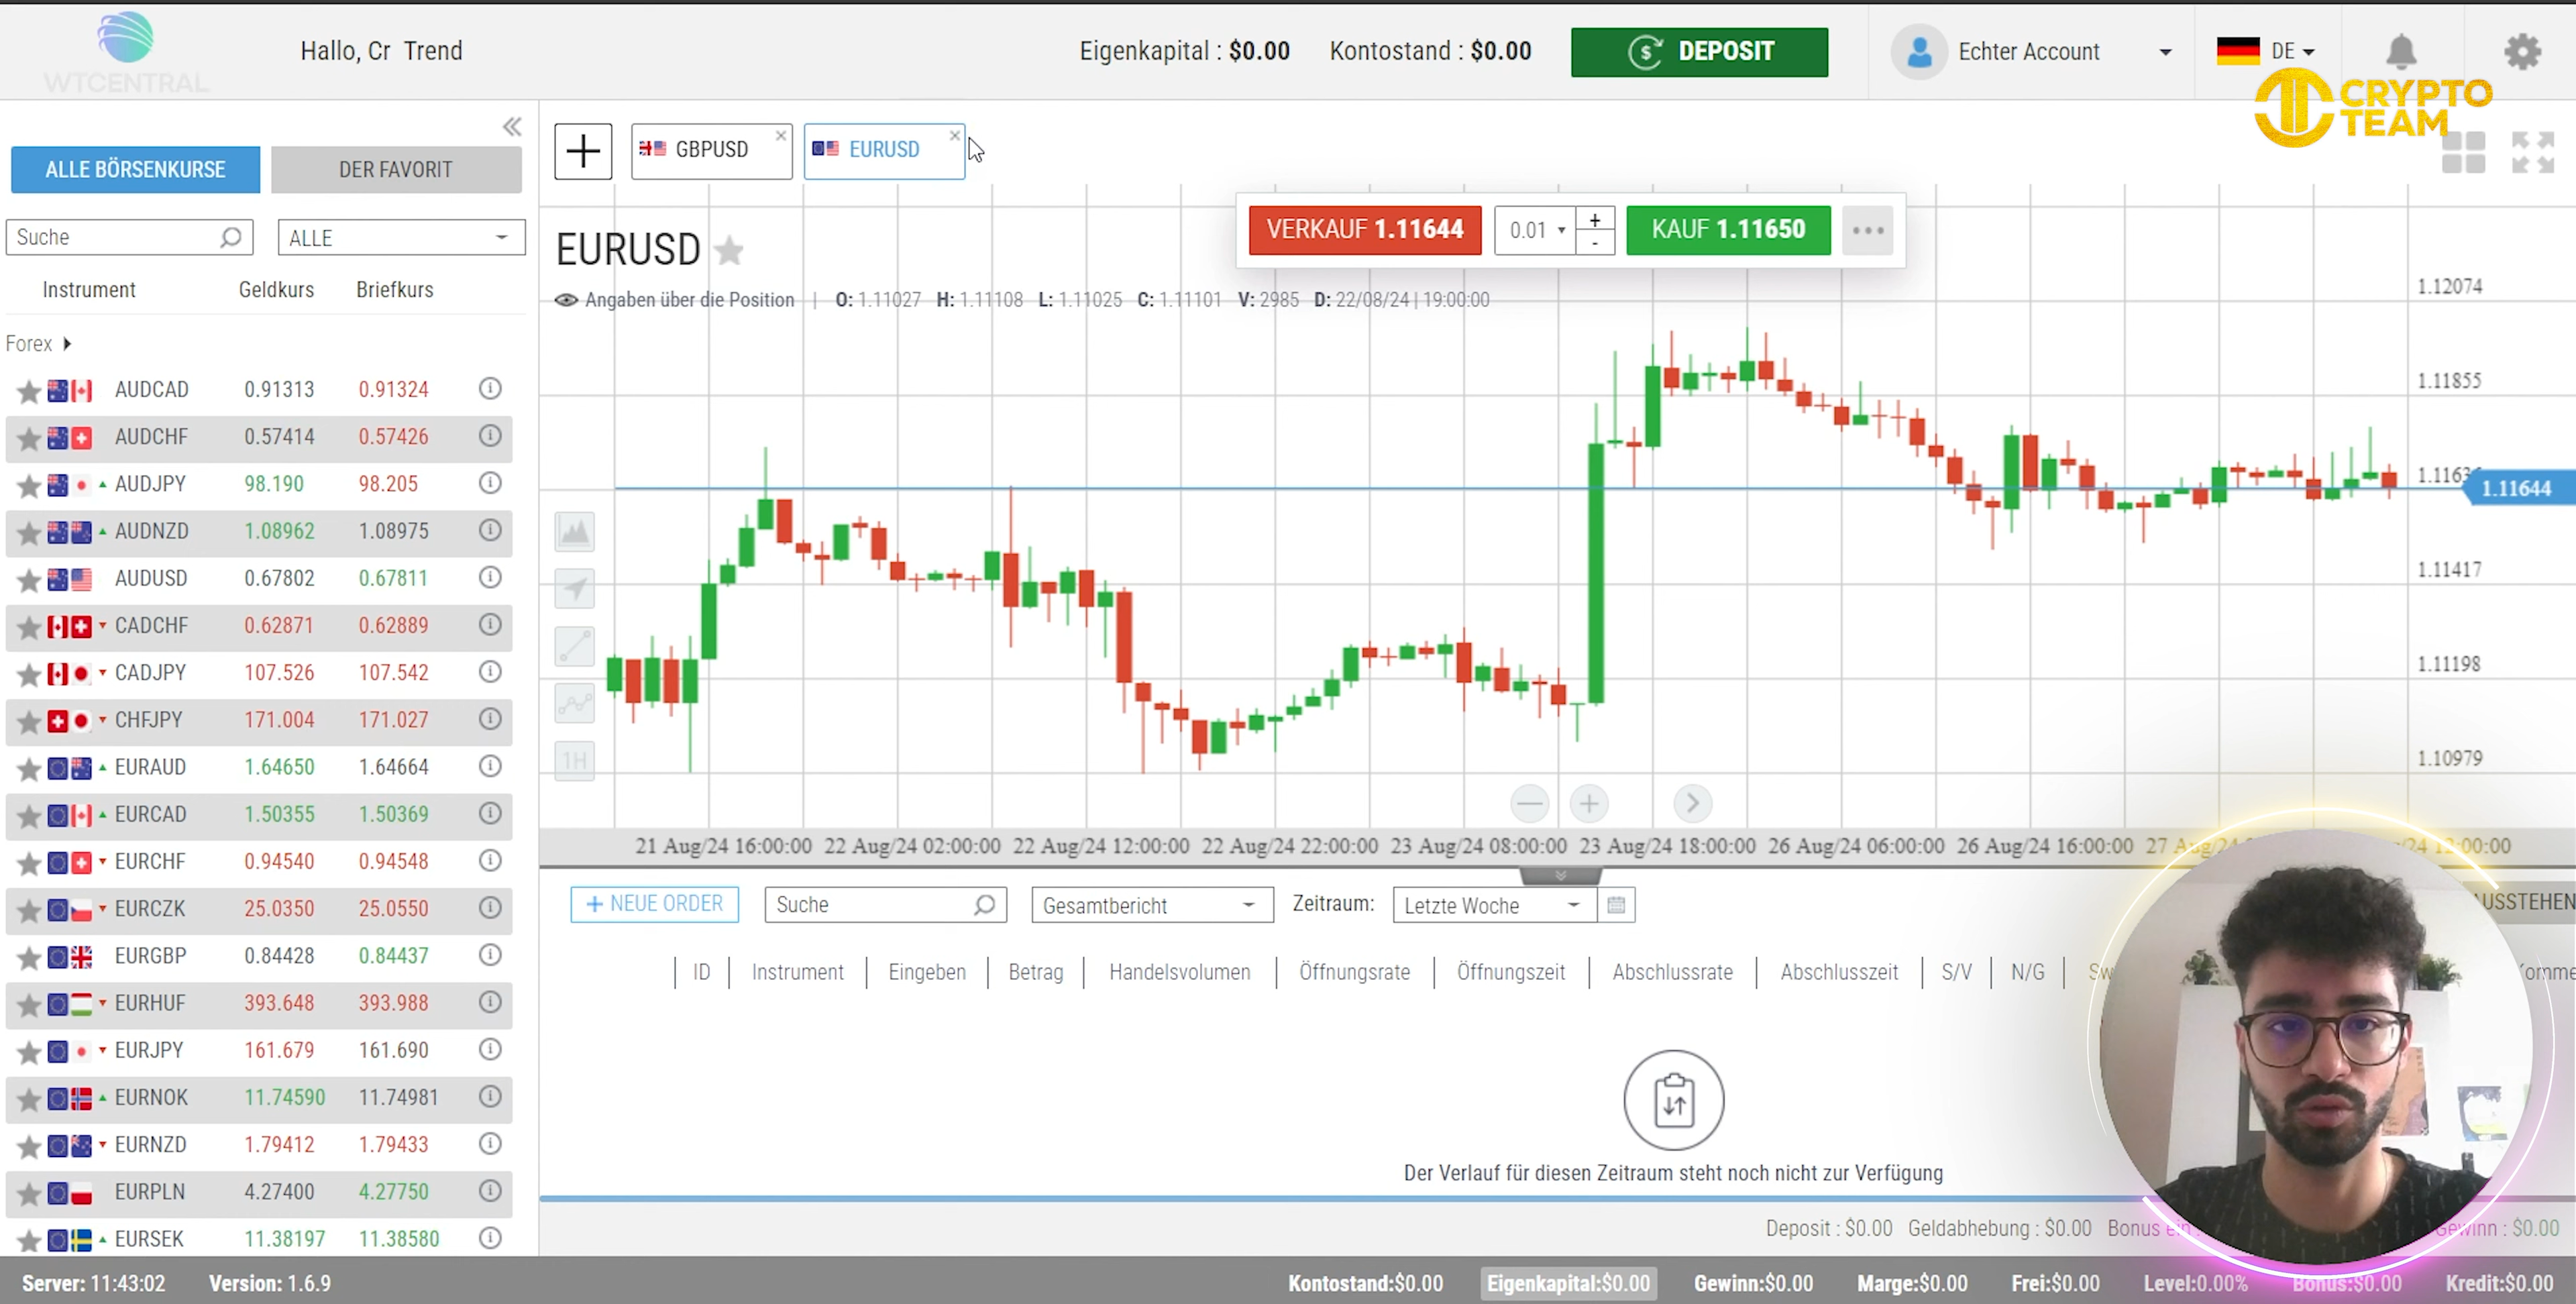 WTCENTRAL
Hallo, Cr Trend
Eigenkapital : $0.00
Kontostand : $0.00
DEPOSIT
Echter Account
DE
CRYPTO
TEAM
ALLE BÖRSENKURSE
DER FAVORIT
Suche
ALLE
Instrument Geldkurs Briefkurs
Forex
AUDCAD 0.91313 0.91324
AUDCHF 0.57414 0.57426
AUDJPY 98.190 98.205
AUDNZD 1.08962 1.08975
AUDUSD 0.67802 0.67811
CADCHF 0.62871 0.62889
CADJPY 107.526 107.542
CHFJPY 171.004 171.027
EURAUD 1.64650 1.64664
EURCAD 1.50355 1.50369
EURCHF 0.94540 0.94548
EURCZK 25.0350 25.0550
EURGBP 0.84428 0.84437
EURHUF 393.648 393.988
EURJPY 161.679 161.690
EURNOK 11.74590 11.74981
EURNZD 1.79412 1.79433
EURPLN 4.27400 4.27750
EURSEK 11.38197 11.38580
GBPUSD
EURUSD
EURUSD
VERKAUF 1.11644
0.01
+
-
KAUF 1.11650
Angaben über die Position | O: 1.11027 H: 1.11108 L: 1.11025 C: 1.11101 V: 2985 D: 22/08/24 | 19:00:00
1.12074
1.11855
1.11644
1.11417
1.11198
1.10979
1H
21 Aug/24 16:00:00 22 Aug/24 02:00:00 22 Aug/24 12:00:00 22 Aug/24 22:00:00 23 Aug/24 08:00:00 23 Aug/24 18:00:00 26 Aug/24 06:00:00 26 Aug/24 16:00:00 27 Aug/24 12:00:00
+ NEUE ORDER
Suche
Gesamtbericht
Zeitraum:
Letzte Woche
ID Instrument Eingeben Betrag Handelsvolumen Öffnungsrate Öffnungszeit Abschlussrate Abschlusszeit S/V N/G
Der Verlauf für diesen Zeitraum steht noch nicht zur Verfügung
Deposit : $0.00 Geldabhebung : $0.00 Bonus Gewinn : $0.00
Server: 11:43:02 Version: 1.6.9
Kontostand:$0.00 Eigenkapital:$0.00 Gewinn:$0.00 Marge:$0.00 Frei:$0.00 Level:0.00% Bonus:$0.00 Kredit:$0.00